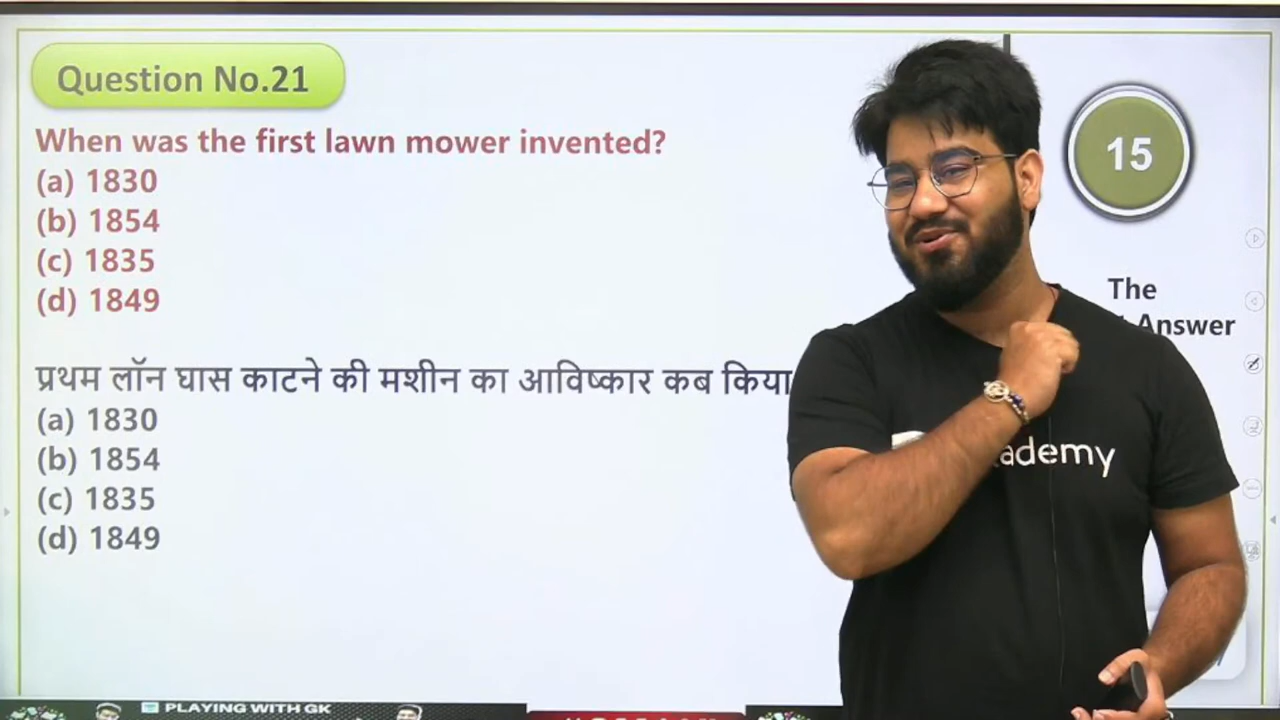 Question No.21
When was the first lawn mower invented?
(a) 1830
(b) 1854
(c) 1835
(d) 1849
प्रथम लॉन घास काटने की मशीन का आविष्कार कब किया
(a) 1830
(b) 1854
(c) 1835
(d) 1849
15
The
Answer
ademy
PLAYING WITH GK